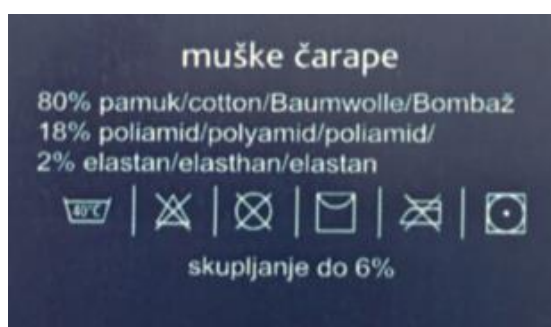 muške čarape
80% pamuk/cotton/Baumwolle/Bombaž
18% poliamid/polyamid/poliamid/
2% elastan/elasthan/elastan
40°C
skupljanje do 6%